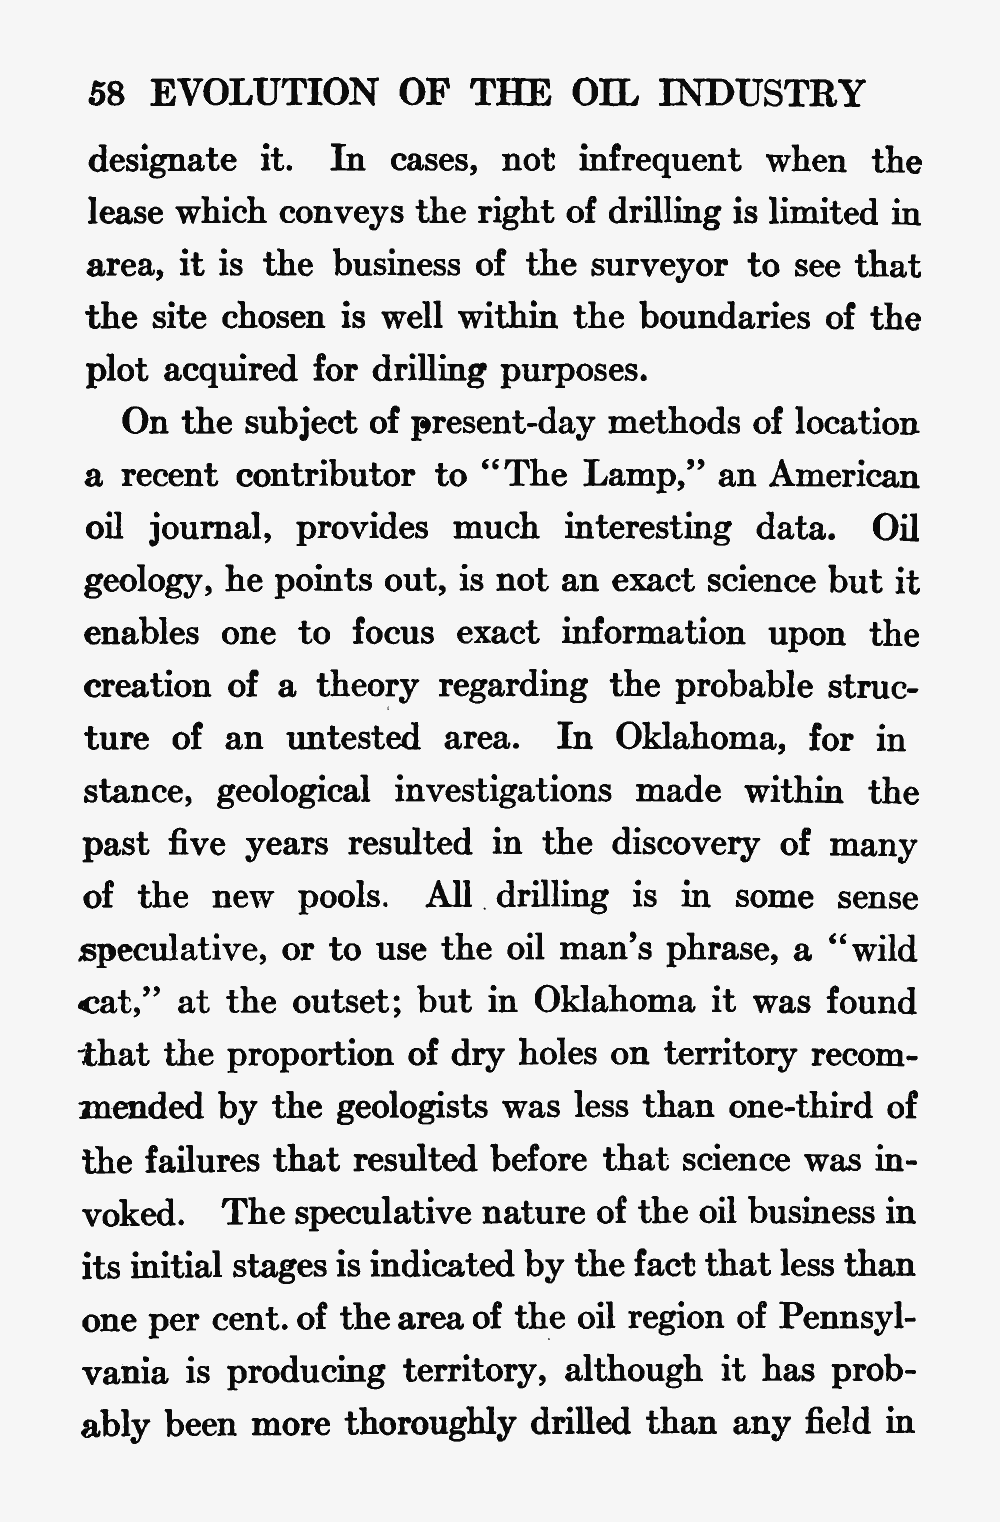 58 EVOLUTION OF THE OIL INDUSTRY
designate it. In cases, not infrequent when the
lease which conveys the right of drilling is limited in
area, it is the business of the surveyor to see that
the site chosen is well within the boundaries of the
plot acquired for drilling purposes.
On the subject of present-day methods of location
a recent contributor to “The Lamp,” an American
oil journal, provides much interesting data. Oil
geology, he points out, is not an exact science but it
enables one to focus exact information upon the
creation of a theory regarding the probable struc-
ture of an untested area. In Oklahoma, for in
stance, geological investigations made within the
past five years resulted in the discovery of many
of the new pools. All drilling is in some sense
speculative, or to use the oil man’s phrase, a “wild
cat,” at the outset; but in Oklahoma it was found
that the proportion of dry holes on territory recom-
mended by the geologists was less than one-third of
the failures that resulted before that science was in-
voked. The speculative nature of the oil business in
its initial stages is indicated by the fact that less than
one per cent. of the area of the oil region of Pennsyl-
vania is producing territory, although it has prob-
ably been more thoroughly drilled than any field in